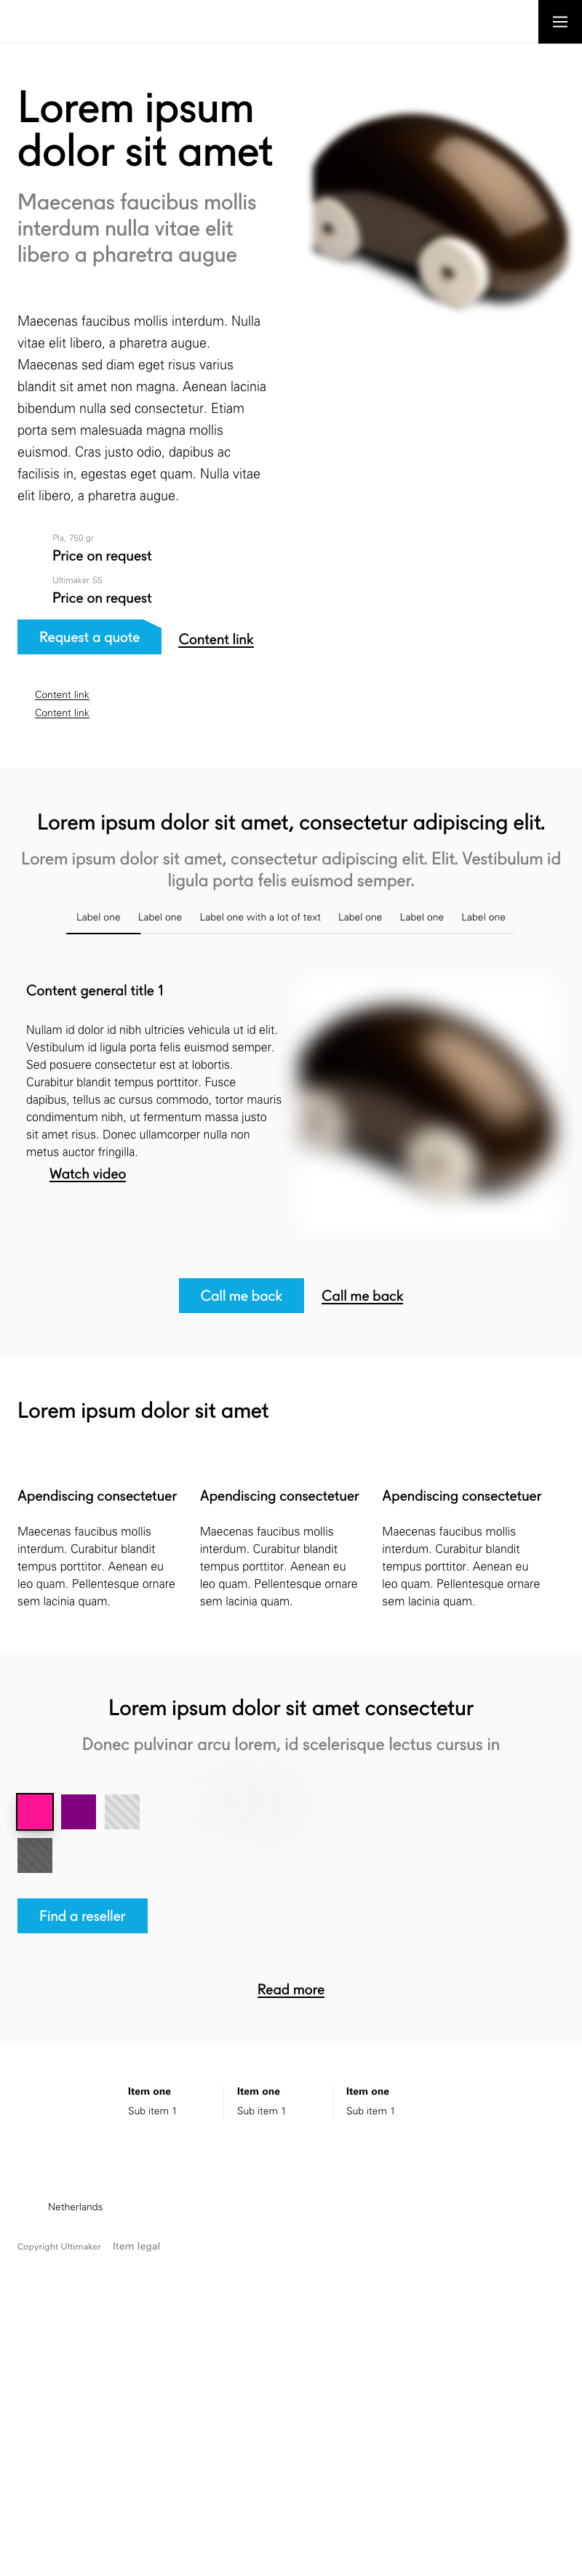 Lorem ipsum
dolor sit amet
Maecenas faucibus mollis
interdum nulla vitae elit
libero a pharetra augue
Maecenas faucibus mollis interdum. Nulla
vitae elit libero, a pharetra augue.
Maecenas sed diam eget risus varius
blandit sit amet non magna. Aenean lacinia
bibendum nulla sed consectetur. Etiam
porta sem malesuada magna mollis
euismod. Cras justo odio, dapibus ac
facilisis in, egestas eget quam. Nulla vitae
elit libero, a pharetra augue.
Pla, 750 gr
Price on request
Ultimaker S5
Price on request
Request a quote Content link
Content link
Content link
Lorem ipsum dolor sit amet, consectetur adipiscing elit.
Lorem ipsum dolor sit amet, consectetur adipiscing elit. Elit. Vestibulum id
ligula porta felis euismod semper.
Label one Label one Label one with a lot of text Label one Label one Label one
Content general title 1
Nullam id dolor id nibh ultricies vehicula ut id elit.
Vestibulum id ligula porta felis euismod semper.
Sed posuere consectetur est at lobortis.
Curabitur blandit tempus porttitor. Fusce
dapibus, tellus ac cursus commodo, tortor mauris
condimentum nibh, ut fermentum massa justo
sit amet risus. Donec ullamcorper nulla non
metus auctor fringilla.
Watch video
Call me back Call me back
Lorem ipsum dolor sit amet
Apendiscing consectetuer
Maecenas faucibus mollis
interdum. Curabitur blandit
tempus porttitor. Aenean eu
leo quam. Pellentesque ornare
sem lacinia quam.
Apendiscing consectetuer
Maecenas faucibus mollis
interdum. Curabitur blandit
tempus porttitor. Aenean eu
leo quam. Pellentesque ornare
sem lacinia quam.
Apendiscing consectetuer
Maecenas faucibus mollis
interdum. Curabitur blandit
tempus porttitor. Aenean eu
leo quam. Pellentesque ornare
sem lacinia quam.
Lorem ipsum dolor sit amet consectetur
Donec pulvinar arcu lorem, id scelerisque lectus cursus in
Find a reseller
Read more
Item one
Sub item 1
Item one
Sub item 1
Item one
Sub item 1
Netherlands
Copyright Ultimaker Item legal